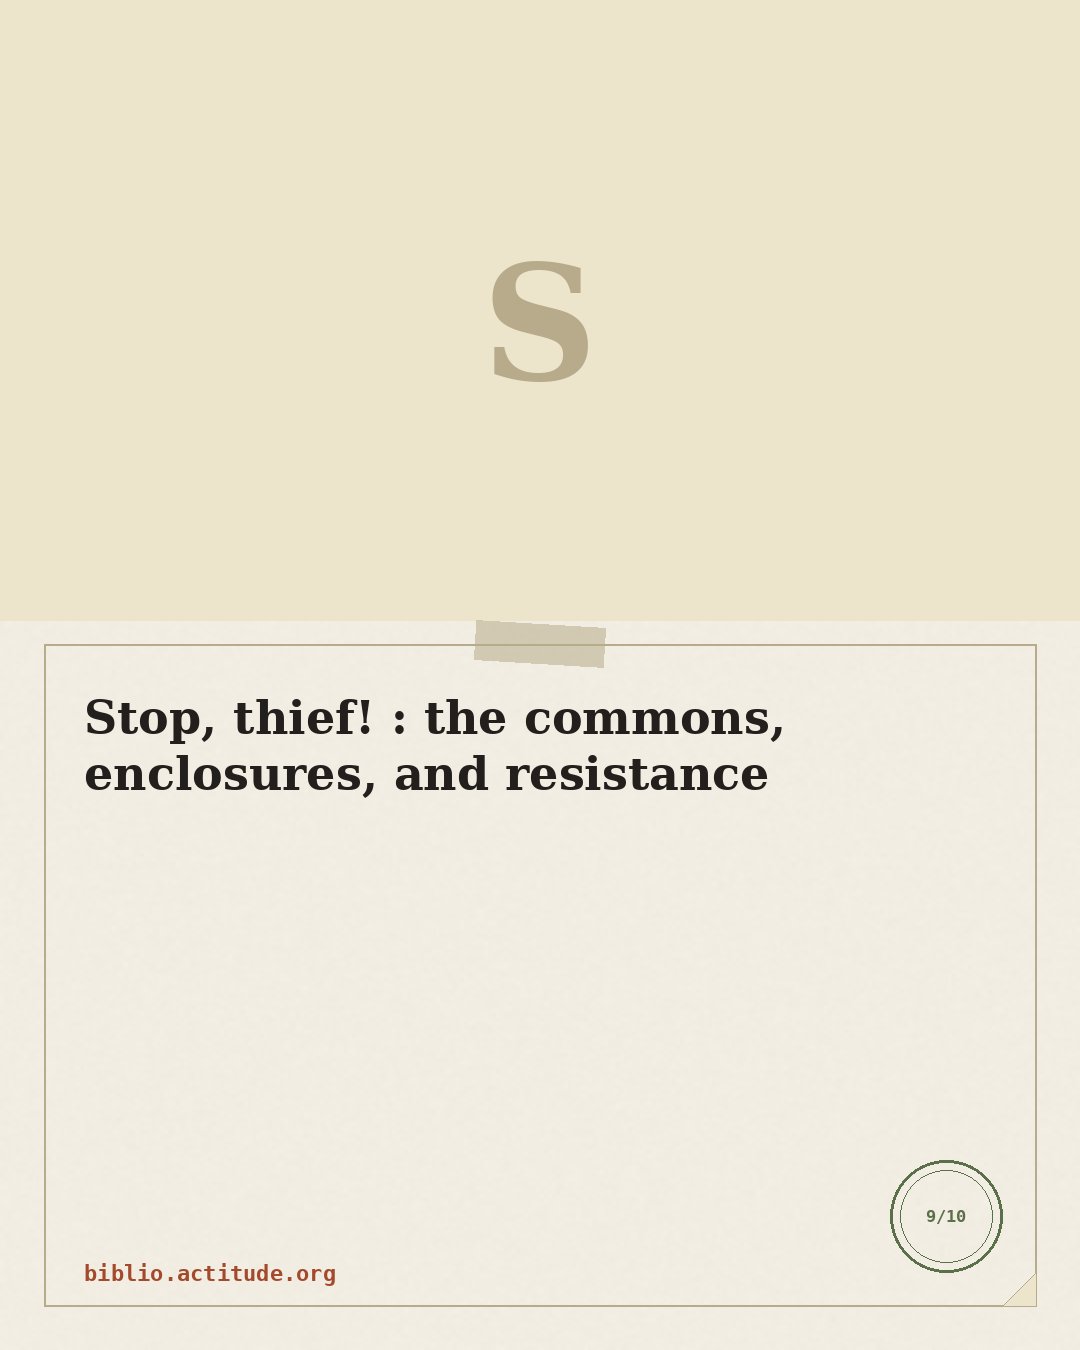 S
Stop, thief! : the commons,
enclosures, and resistance
9/10
biblio.actitude.org